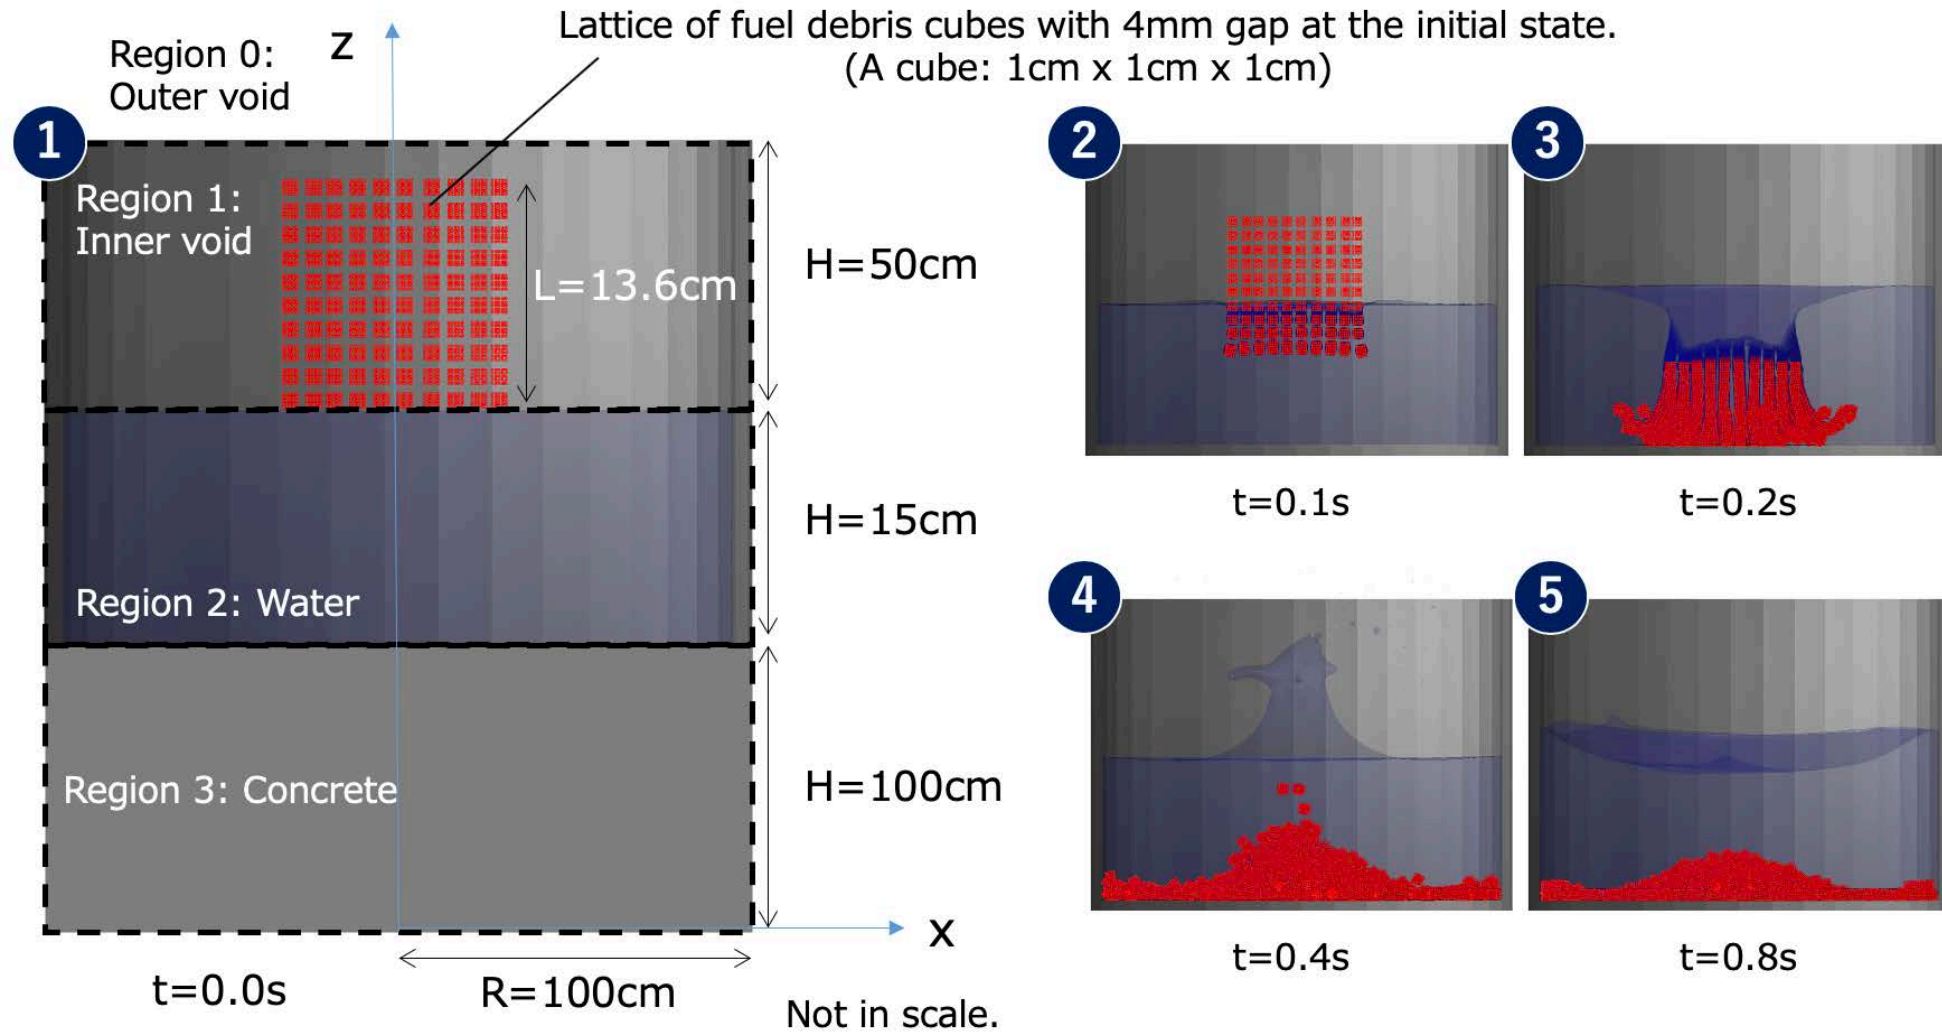 Lattice of fuel debris cubes with 4mm gap at the initial state.
(A cube: 1cm x 1cm x 1cm)
Region 0:
Outer void
z
1
Region 1:
Inner void
L=13.6cm
H=50cm
Region 2: Water
H=15cm
Region 3: Concrete
H=100cm
x
t=0.0s
R=100cm
Not in scale.
2
t=0.1s
3
t=0.2s
4
t=0.4s
5
t=0.8s